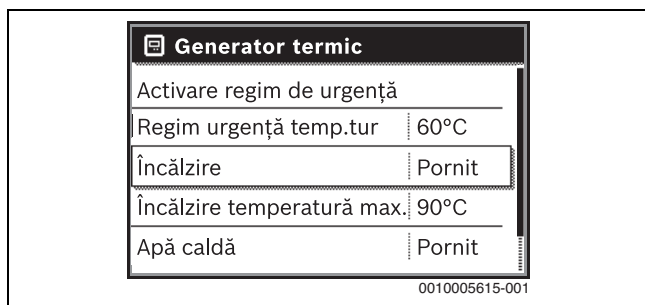 Generator termic
Activare regim de urgență
Regim urgență temp.tur 60°C
Încălzire Pornit
Încălzire temperatură max. 90°C
Apă caldă Pornit
0010005615-001